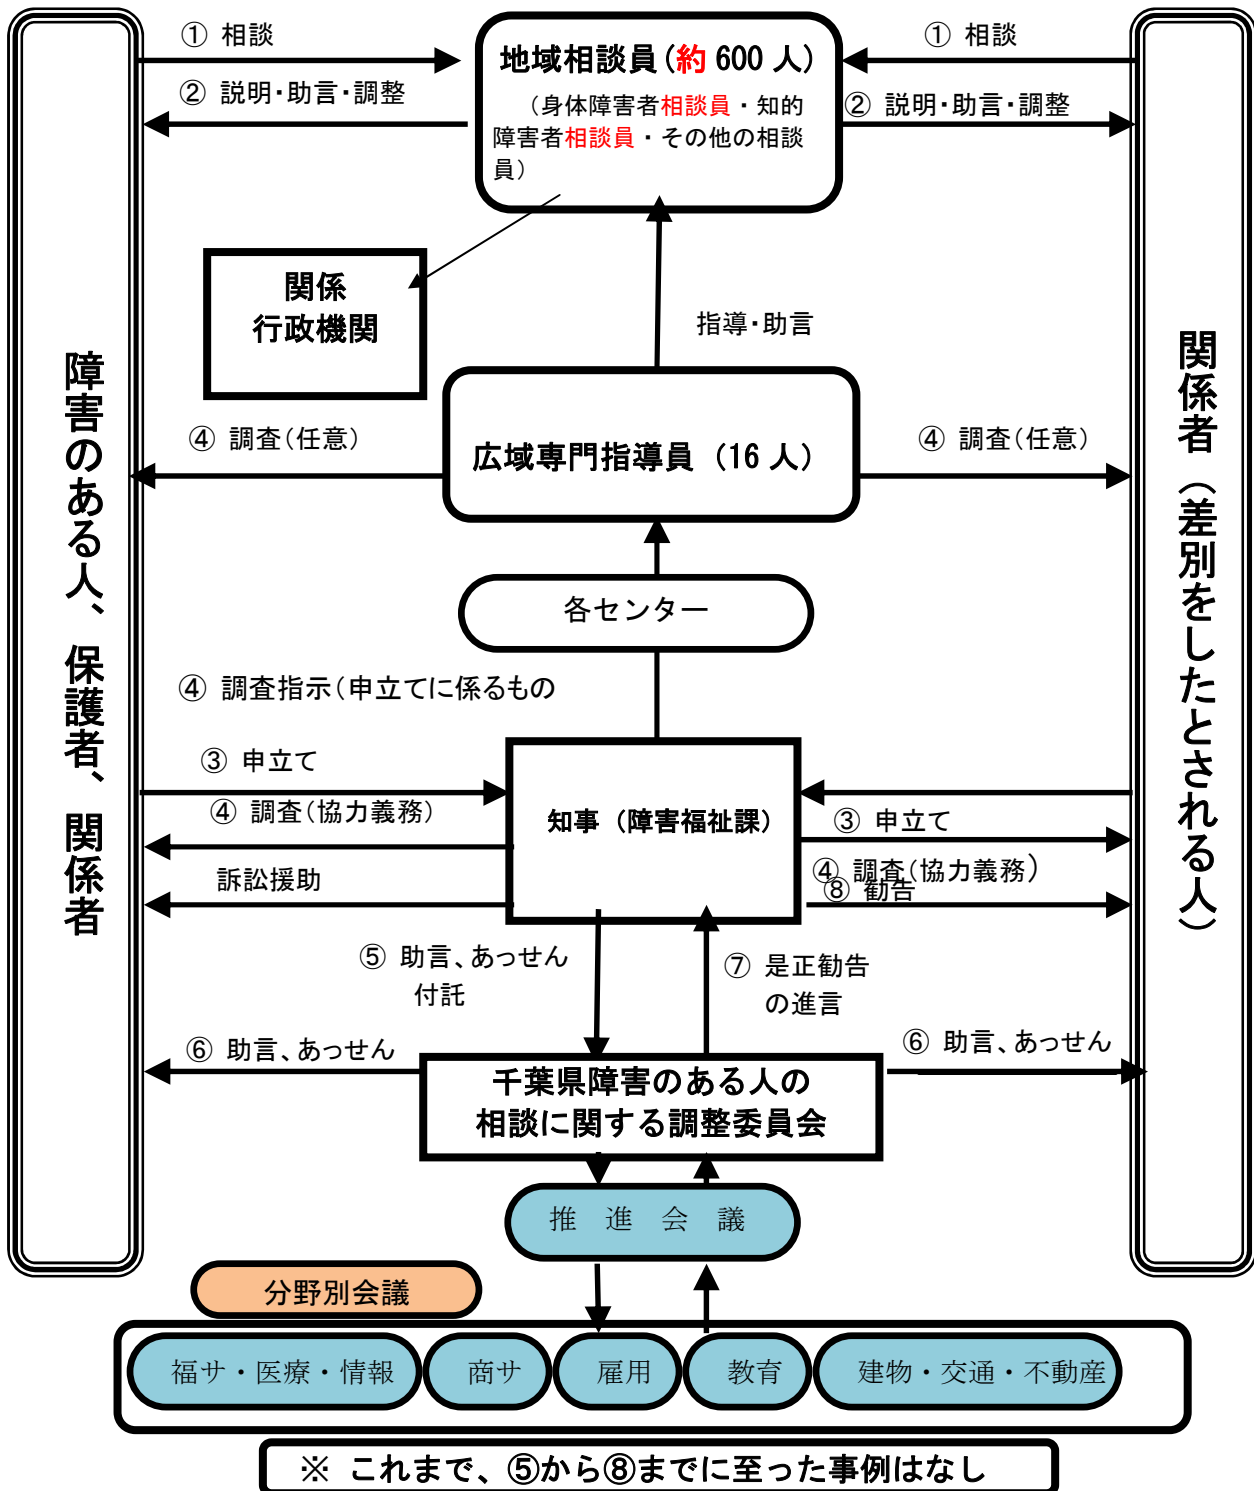 ① 相談
② 説明・助言・調整
地域相談員（約 600 人）
（身体障害者相談員・知的
障害者相談員・その他の相談
員）
① 相談
② 説明・助言・調整
関係
行政機関
指導・助言
障害のある人、保護者、関係者
関係者（差別をしたとされる人）
④ 調査（任意）
広域専門指導員（16 人）
④ 調査（任意）
各センター
④ 調査指示（申立てに係るもの
③ 申立て
④ 調査（協力義務）
訴訟援助
知事（障害福祉課）
③ 申立て
④ 調査（協力義務）
⑧ 勧告
⑤ 助言、あっせん
付託
⑦ 是正勧告
の進言
⑥ 助言、あっせん
千葉県障害のある人の
相談に関する調整委員会
⑥ 助言、あっせん
推 進 会 議
分野別会議
福サ・医療・情報
商サ
雇用
教育
建物・交通・不動産
※ これまで、⑤から⑧までに至った事例はなし